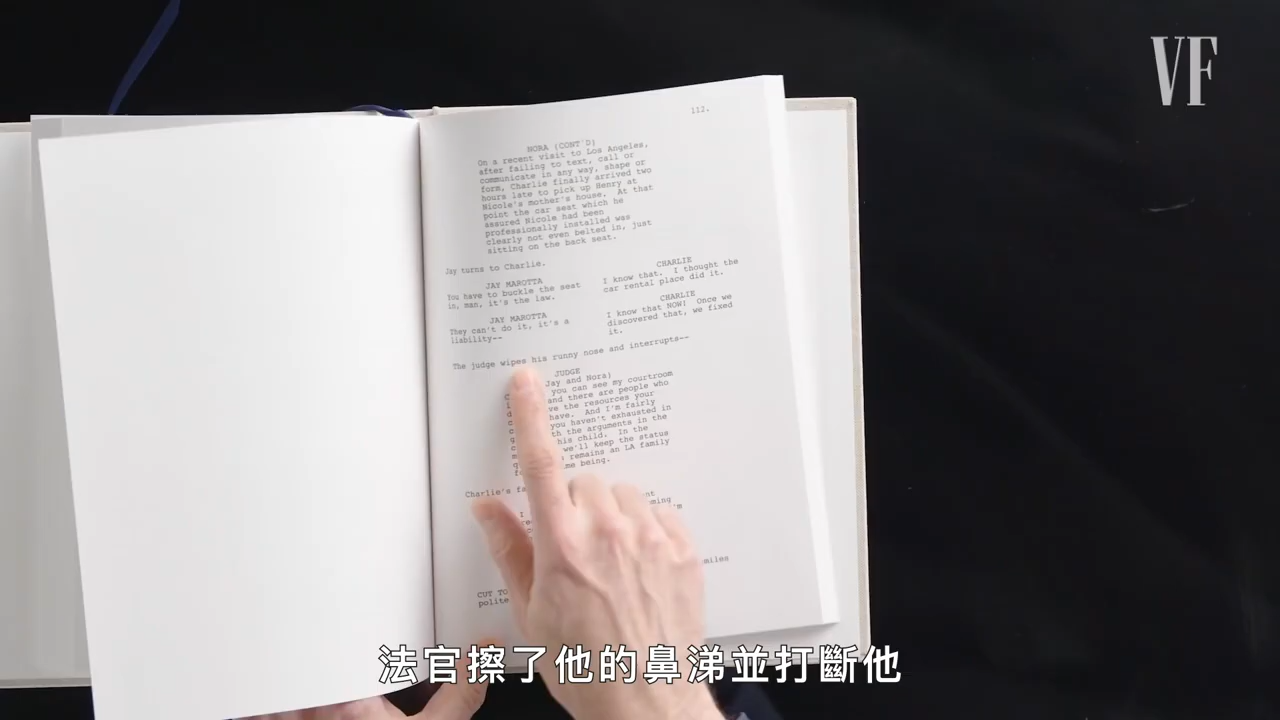 VF
112.
NORA (CONT'D)
On a recent visit to Los Angeles,
after failing to text, call or
communicate in any way, shape or
form, Charlie finally arrived two
hours late to pick up Henry at
Nicole's mother's house. At that
point the car seat which he
assured Nicole had been
professionally installed was
clearly not even belted in, just
sitting on the back seat.
Jay turns to Charlie.
JAY MAROTTA
You have to buckle the seat
in, man, it's the law.
CHARLIE
I know that. I thought the
car rental place did it.
JAY MAROTTA
They can't do it, it's a
liability--
CHARLIE
I know that NOW! Once we
discovered that, we fixed
it.
The judge wipes his runny nose and interrupts--
JUDGE
Jay and Nora)
you can see my courtroom
and there are people who
the resources your
have. And I'm fairly
you haven't exhausted in
the arguments in the
his child. In the
we'll keep the status
remains an LA family
being.
Charlie's
I
CUT TO
polite
法官擦了他的鼻涕並打斷他